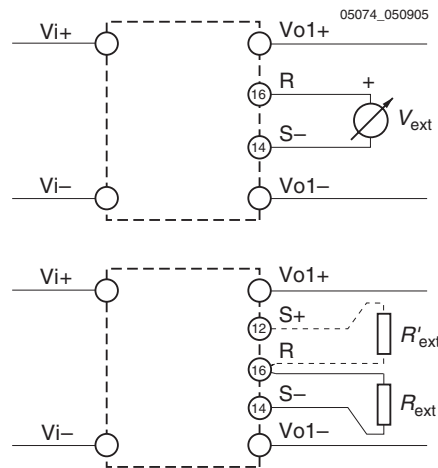 05074_050905
Vi+ Vo1+
16 R +
Vext
14 S–
Vi– Vo1–
Vi+ Vo1+
12 S+
R'ext
16 R
14 S–
Rext
Vi– Vo1–